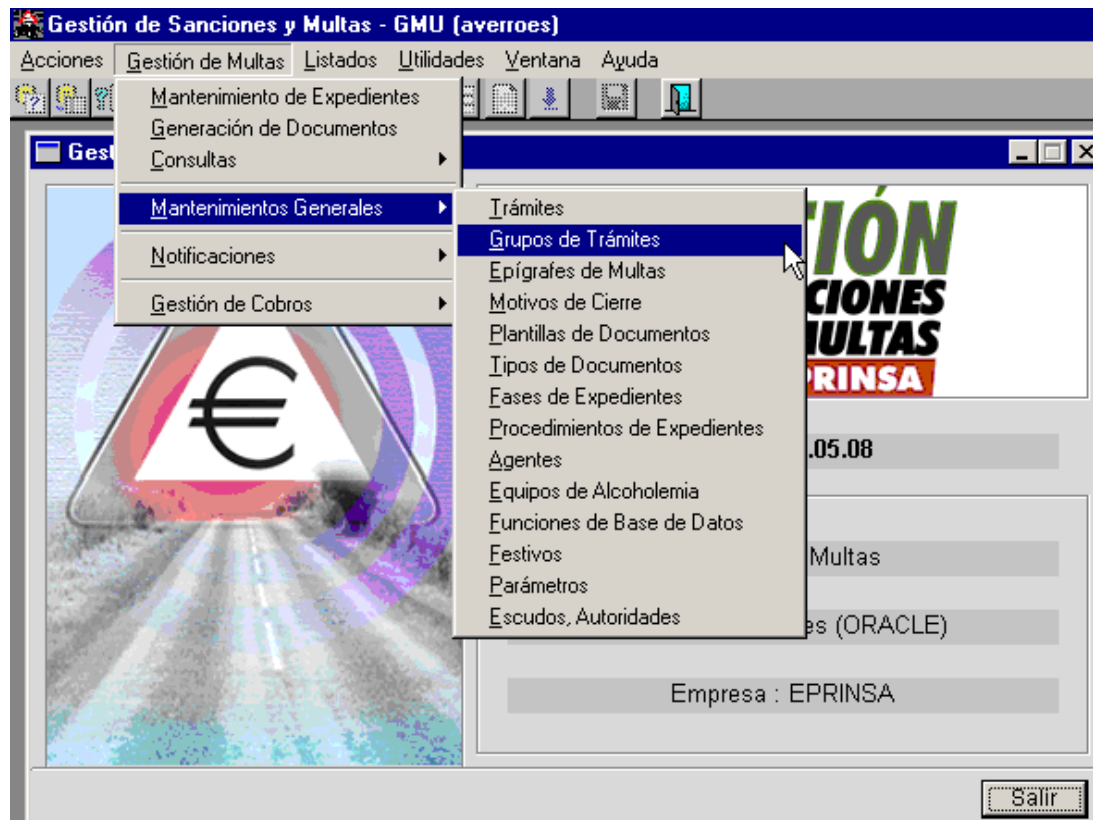 Gestión de Sanciones y Multas - GMU (averroes)
Acciones Gestión de Multas Listados Utilidades Ventana Ayuda
Mantenimiento de Expedientes
Generación de Documentos
Consultas
Mantenimientos Generales
Notificaciones
Gestión de Cobros
Trámites
Grupos de Trámites
Epígrafes de Multas
Motivos de Cierre
Plantillas de Documentos
Tipos de Documentos
Fases de Expedientes
Procedimientos de Expedientes
Agentes
Equipos de Alcoholemia
Funciones de Base de Datos
Festivos
Parámetros
Escudos, Autoridades
Gest
IÓN
CIONES
ULTAS
PRINSA
.05.08
Multas
es (ORACLE)
Empresa : EPRINSA
€
Salir